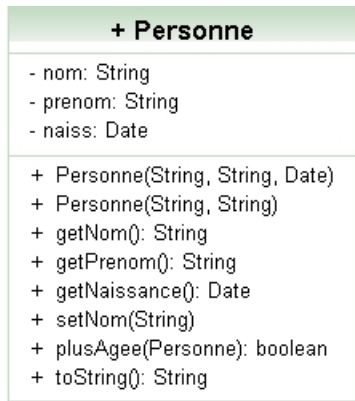 + Personne
- nom: String
- prenom: String
- naiss: Date
+ Personne(String, String, Date)
+ Personne(String, String)
+ getNom(): String
+ getPrenom(): String
+ getNaissance(): Date
+ setNom(String)
+ plusAgee(Personne): boolean
+ toString(): String